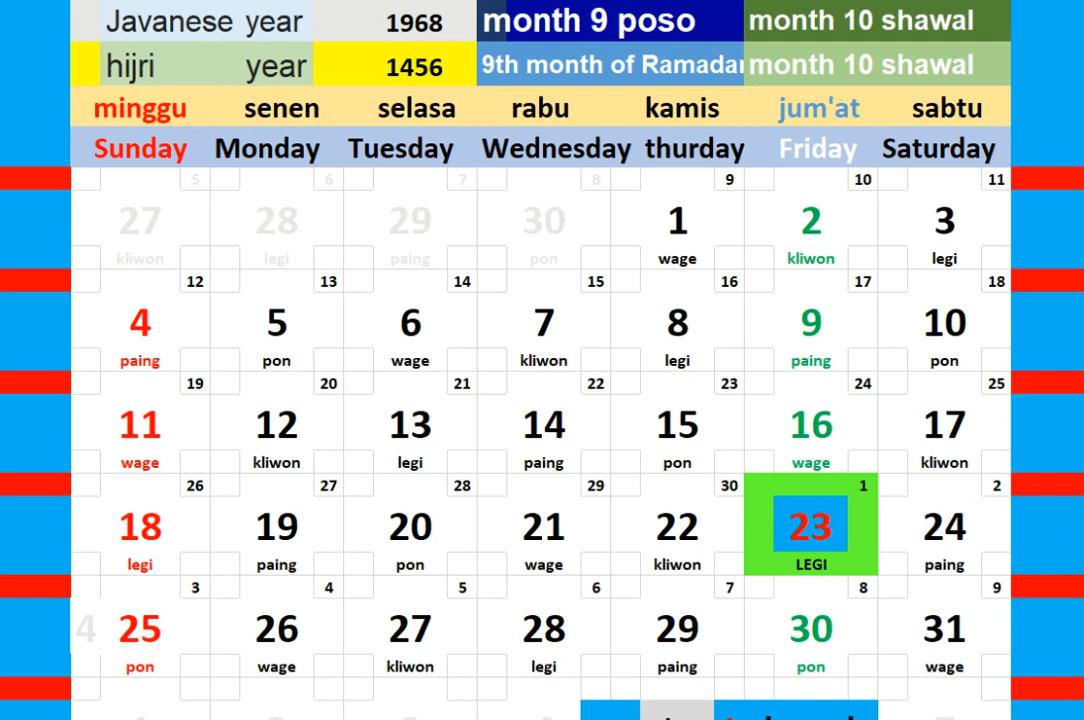 Javanese year 1968 month 9 poso month 10 shawal
hijri year 1456 9th month of Ramadan month 10 shawal
minggu senen selasa rabu kamis jum'at sabtu
Sunday Monday Tuesday Wednesday thurday Friday Saturday
5 6 7 8 9 10 11
27 28 29 30 1 2 3
kliwon legi paing pon wage kliwon legi
12 13 14 15 16 17 18
4 5 6 7 8 9 10
paing pon wage kliwon legi paing pon
19 20 21 22 23 24 25
11 12 13 14 15 16 17
wage kliwon legi paing pon wage kliwon
26 27 28 29 30 1 2
18 19 20 21 22 23 24
legi paing pon wage kliwon LEGI paing
3 4 5 6 7 8 9
4 25 26 27 28 29 30 31
pon wage kliwon legi paing pon wage